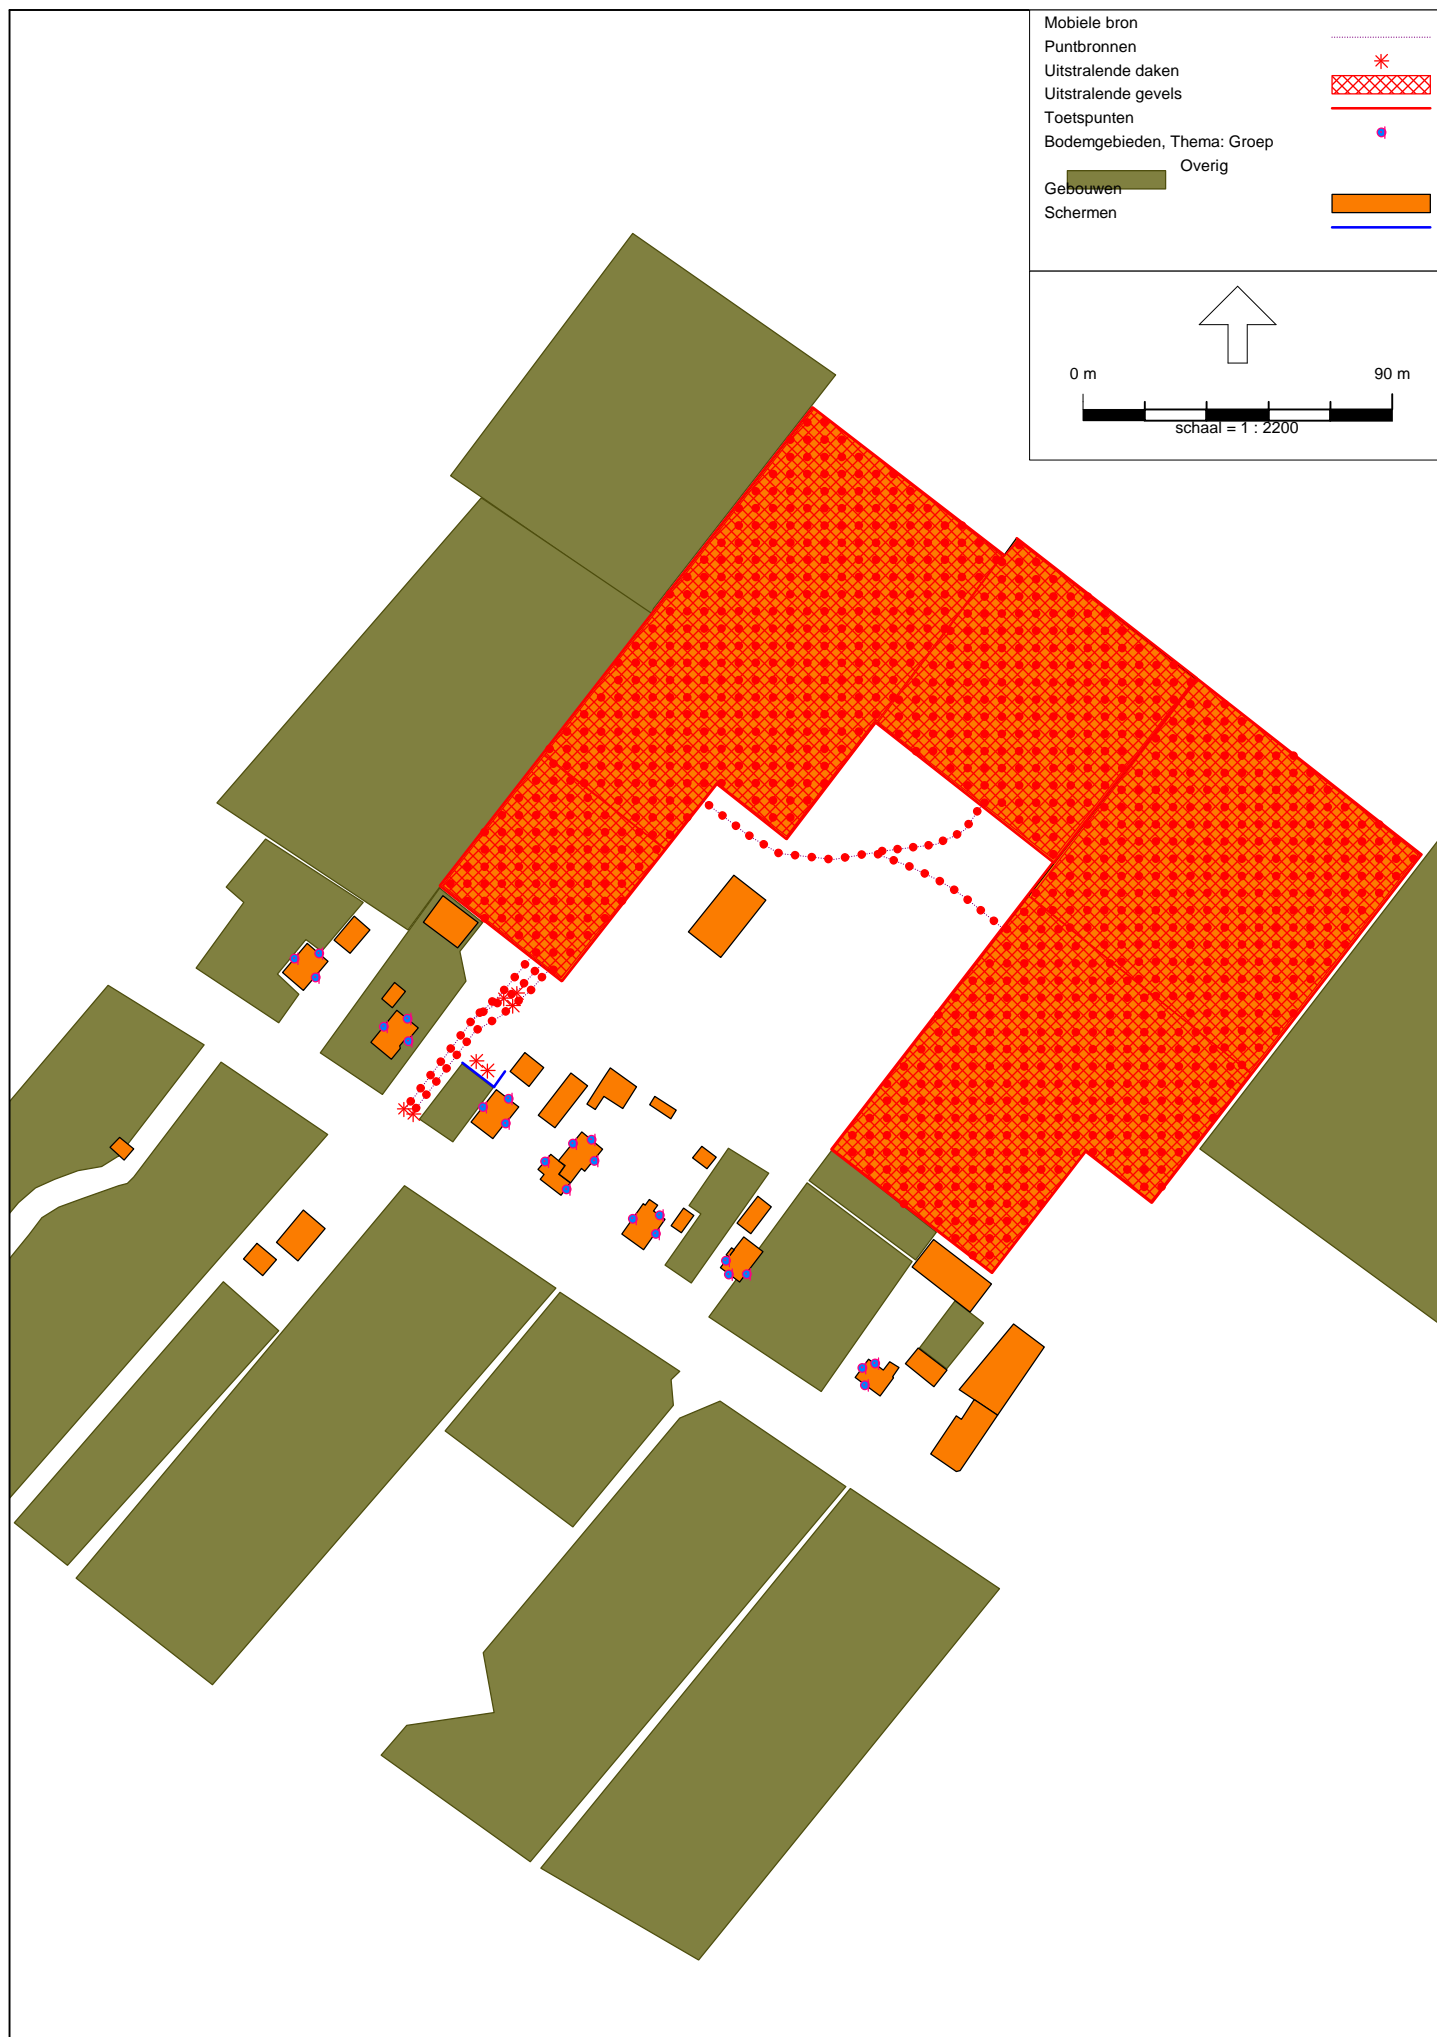 Mobiele bron
Puntbronnen
Uitstralende daken
Uitstralende gevels
Toetspunten
Bodemgebieden, Thema: Groep
Overig
Gebouwen
Schermen
0 m 90 m
schaal = 1 : 2200